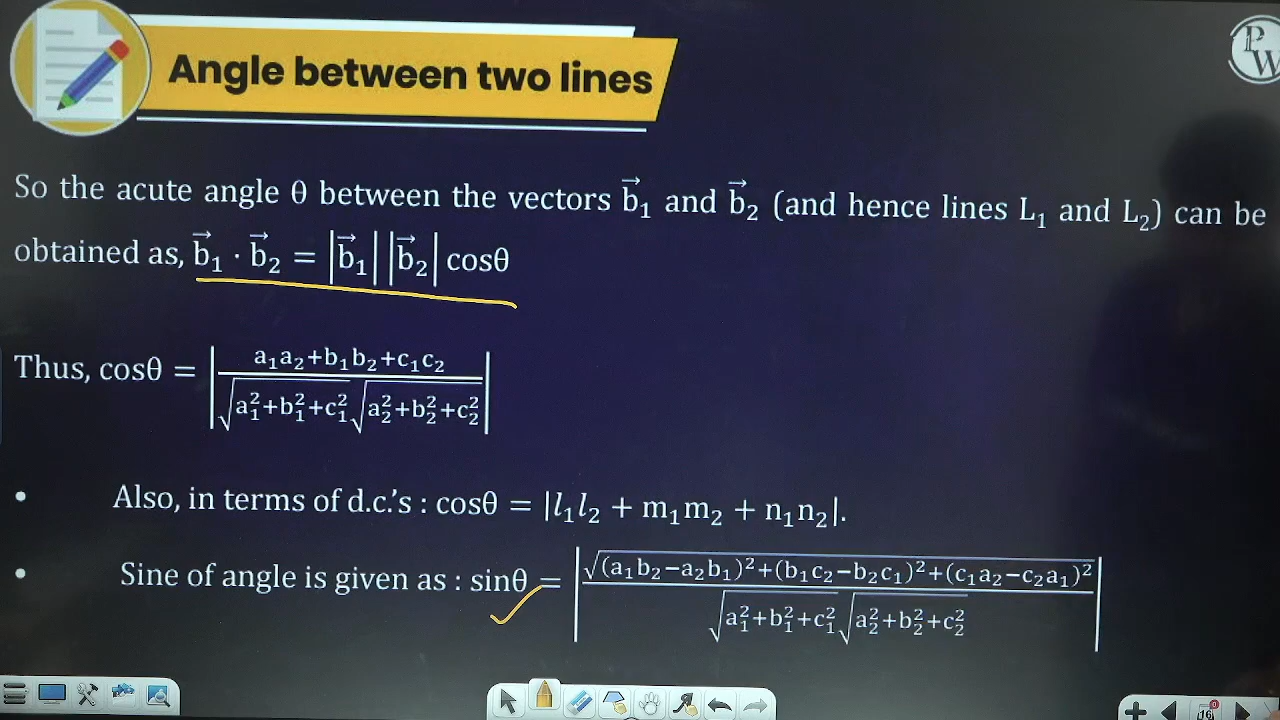 Angle between two lines
PW
So the acute angle θ between the vectors b⃗₁ and b⃗₂ (and hence lines L₁ and L₂) can be
obtained as, b⃗₁ · b⃗₂ = |b⃗₁| |b⃗₂| cosθ
Thus, cosθ = |(a₁a₂+b₁b₂+c₁c₂)/(√(a₁²+b₁²+c₁²) √(a₂²+b₂²+c₂²))|
• Also, in terms of d.c.'s : cosθ = |l₁l₂ + m₁m₂ + n₁n₂|.
• Sine of angle is given as : sinθ = |√((a₁b₂−a₂b₁)²+(b₁c₂−b₂c₁)²+(c₁a₂−c₂a₁)²)/(√(a₁²+b₁²+c₁²) √(a₂²+b₂²+c₂²))|